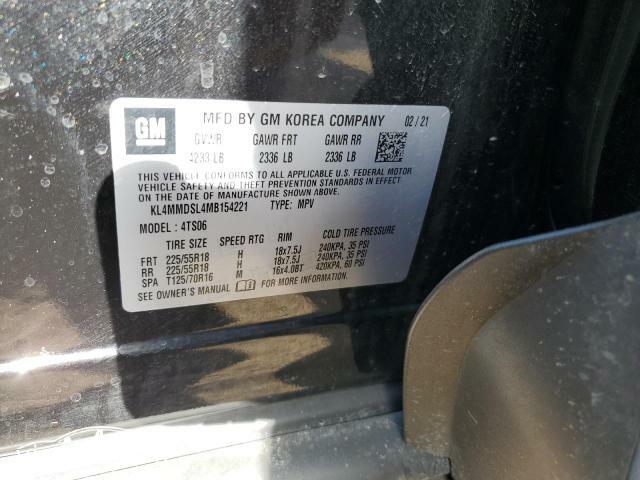 GM MFD BY GM KOREA COMPANY 02/21
GVWR GAWR FRT GAWR RR
4233 LB 2336 LB 2336 LB
THIS VEHICLE CONFORMS TO ALL APPLICABLE U.S. FEDERAL MOTOR
VEHICLE SAFETY AND THEFT PREVENTION STANDARDS IN EFFECT
ON THE DATE OF MANUFACTURE SHOWN ABOVE.
KL4MMDSL4MB154221 TYPE: MPV
MODEL : 4TS06
TIRE SIZE SPEED RTG RIM COLD TIRE PRESSURE
FRT 225/55R18 H 18x7.5J 240KPA, 35 PSI
RR 225/55R18 H 18x7.5J 240KPA, 35 PSI
SPA T125/70R16 M 16x4.0BT 420KPA, 60 PSI
SEE OWNER'S MANUAL FOR MORE INFORMATION.